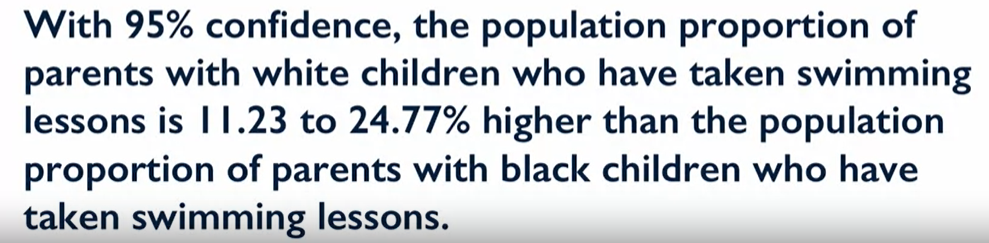 With 95% confidence, the population proportion of
parents with white children who have taken swimming
lessons is 11.23 to 24.77% higher than the population
proportion of parents with black children who have
taken swimming lessons.